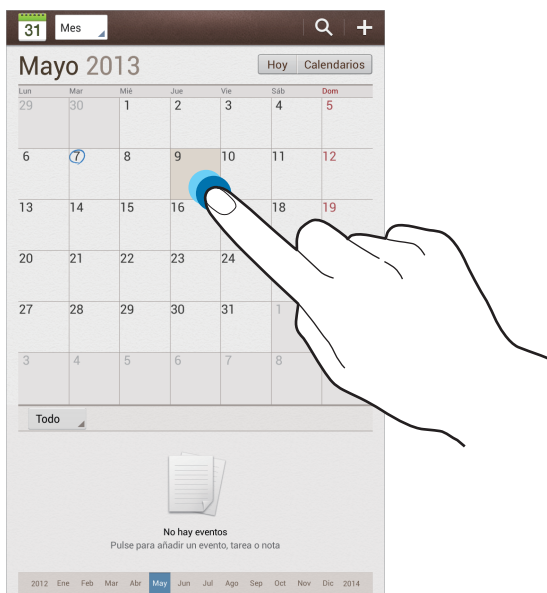 31 Mes
Mayo 2013 Hoy Calendarios
Lun Mar Mié Jue Vie Sáb Dom
29 30 1 2 3 4 5
6 7 8 9 10 11 12
13 14 15 16 18 19
20 21 22 23 24
27 28 29 30 31 1
3 4 5 6 7 8
Todo
No hay eventos
Pulse para añadir un evento, tarea o nota
2012 Ene Feb Mar Abr May Jun Jul Ago Sep Oct Nov Dic 2014